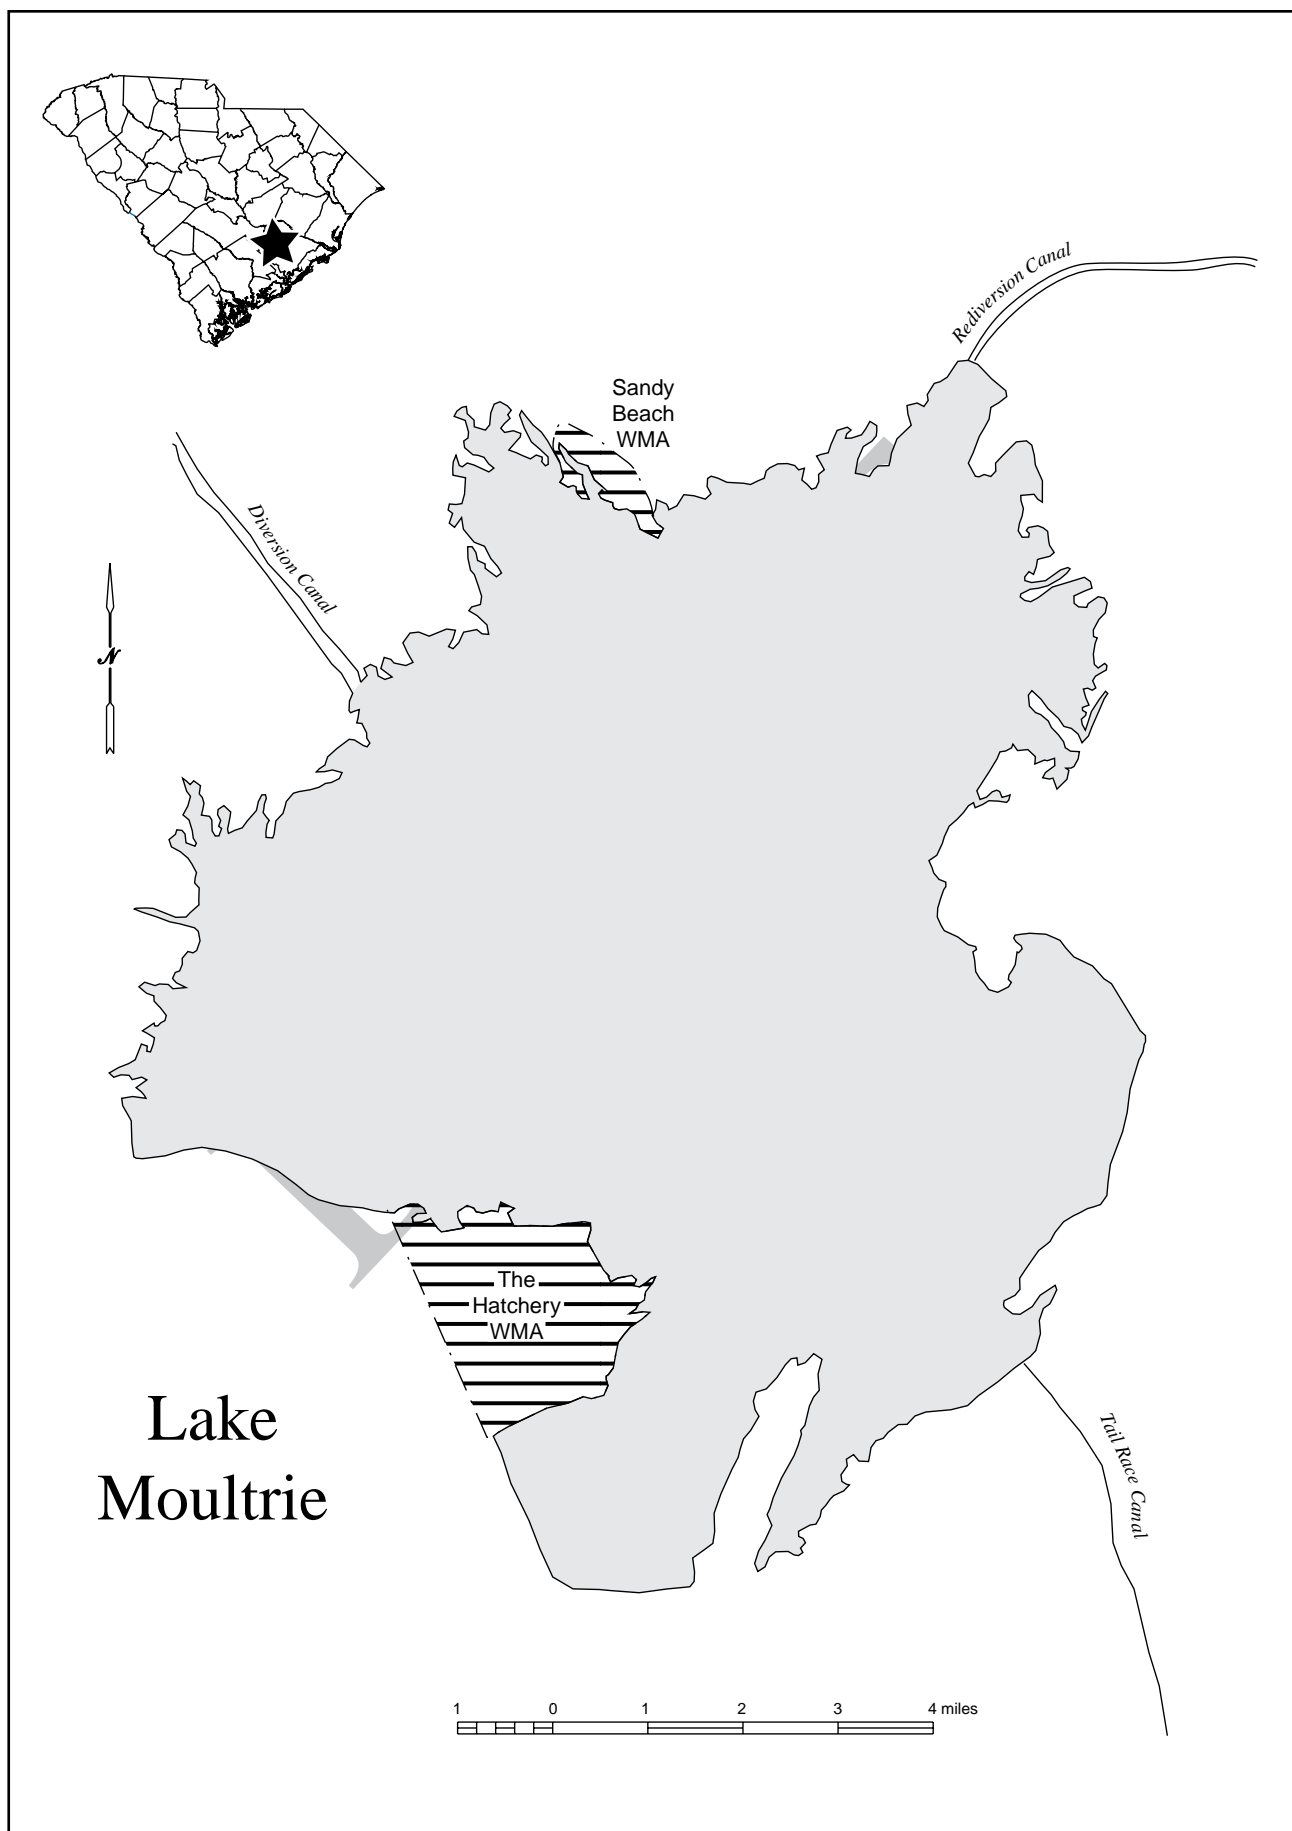 Rediversion Canal
Sandy
Beach
WMA
Diversion Canal
N
The
Hatchery
WMA
Lake
Moultrie
Tail Race Canal
1 0 1 2 3 4 miles